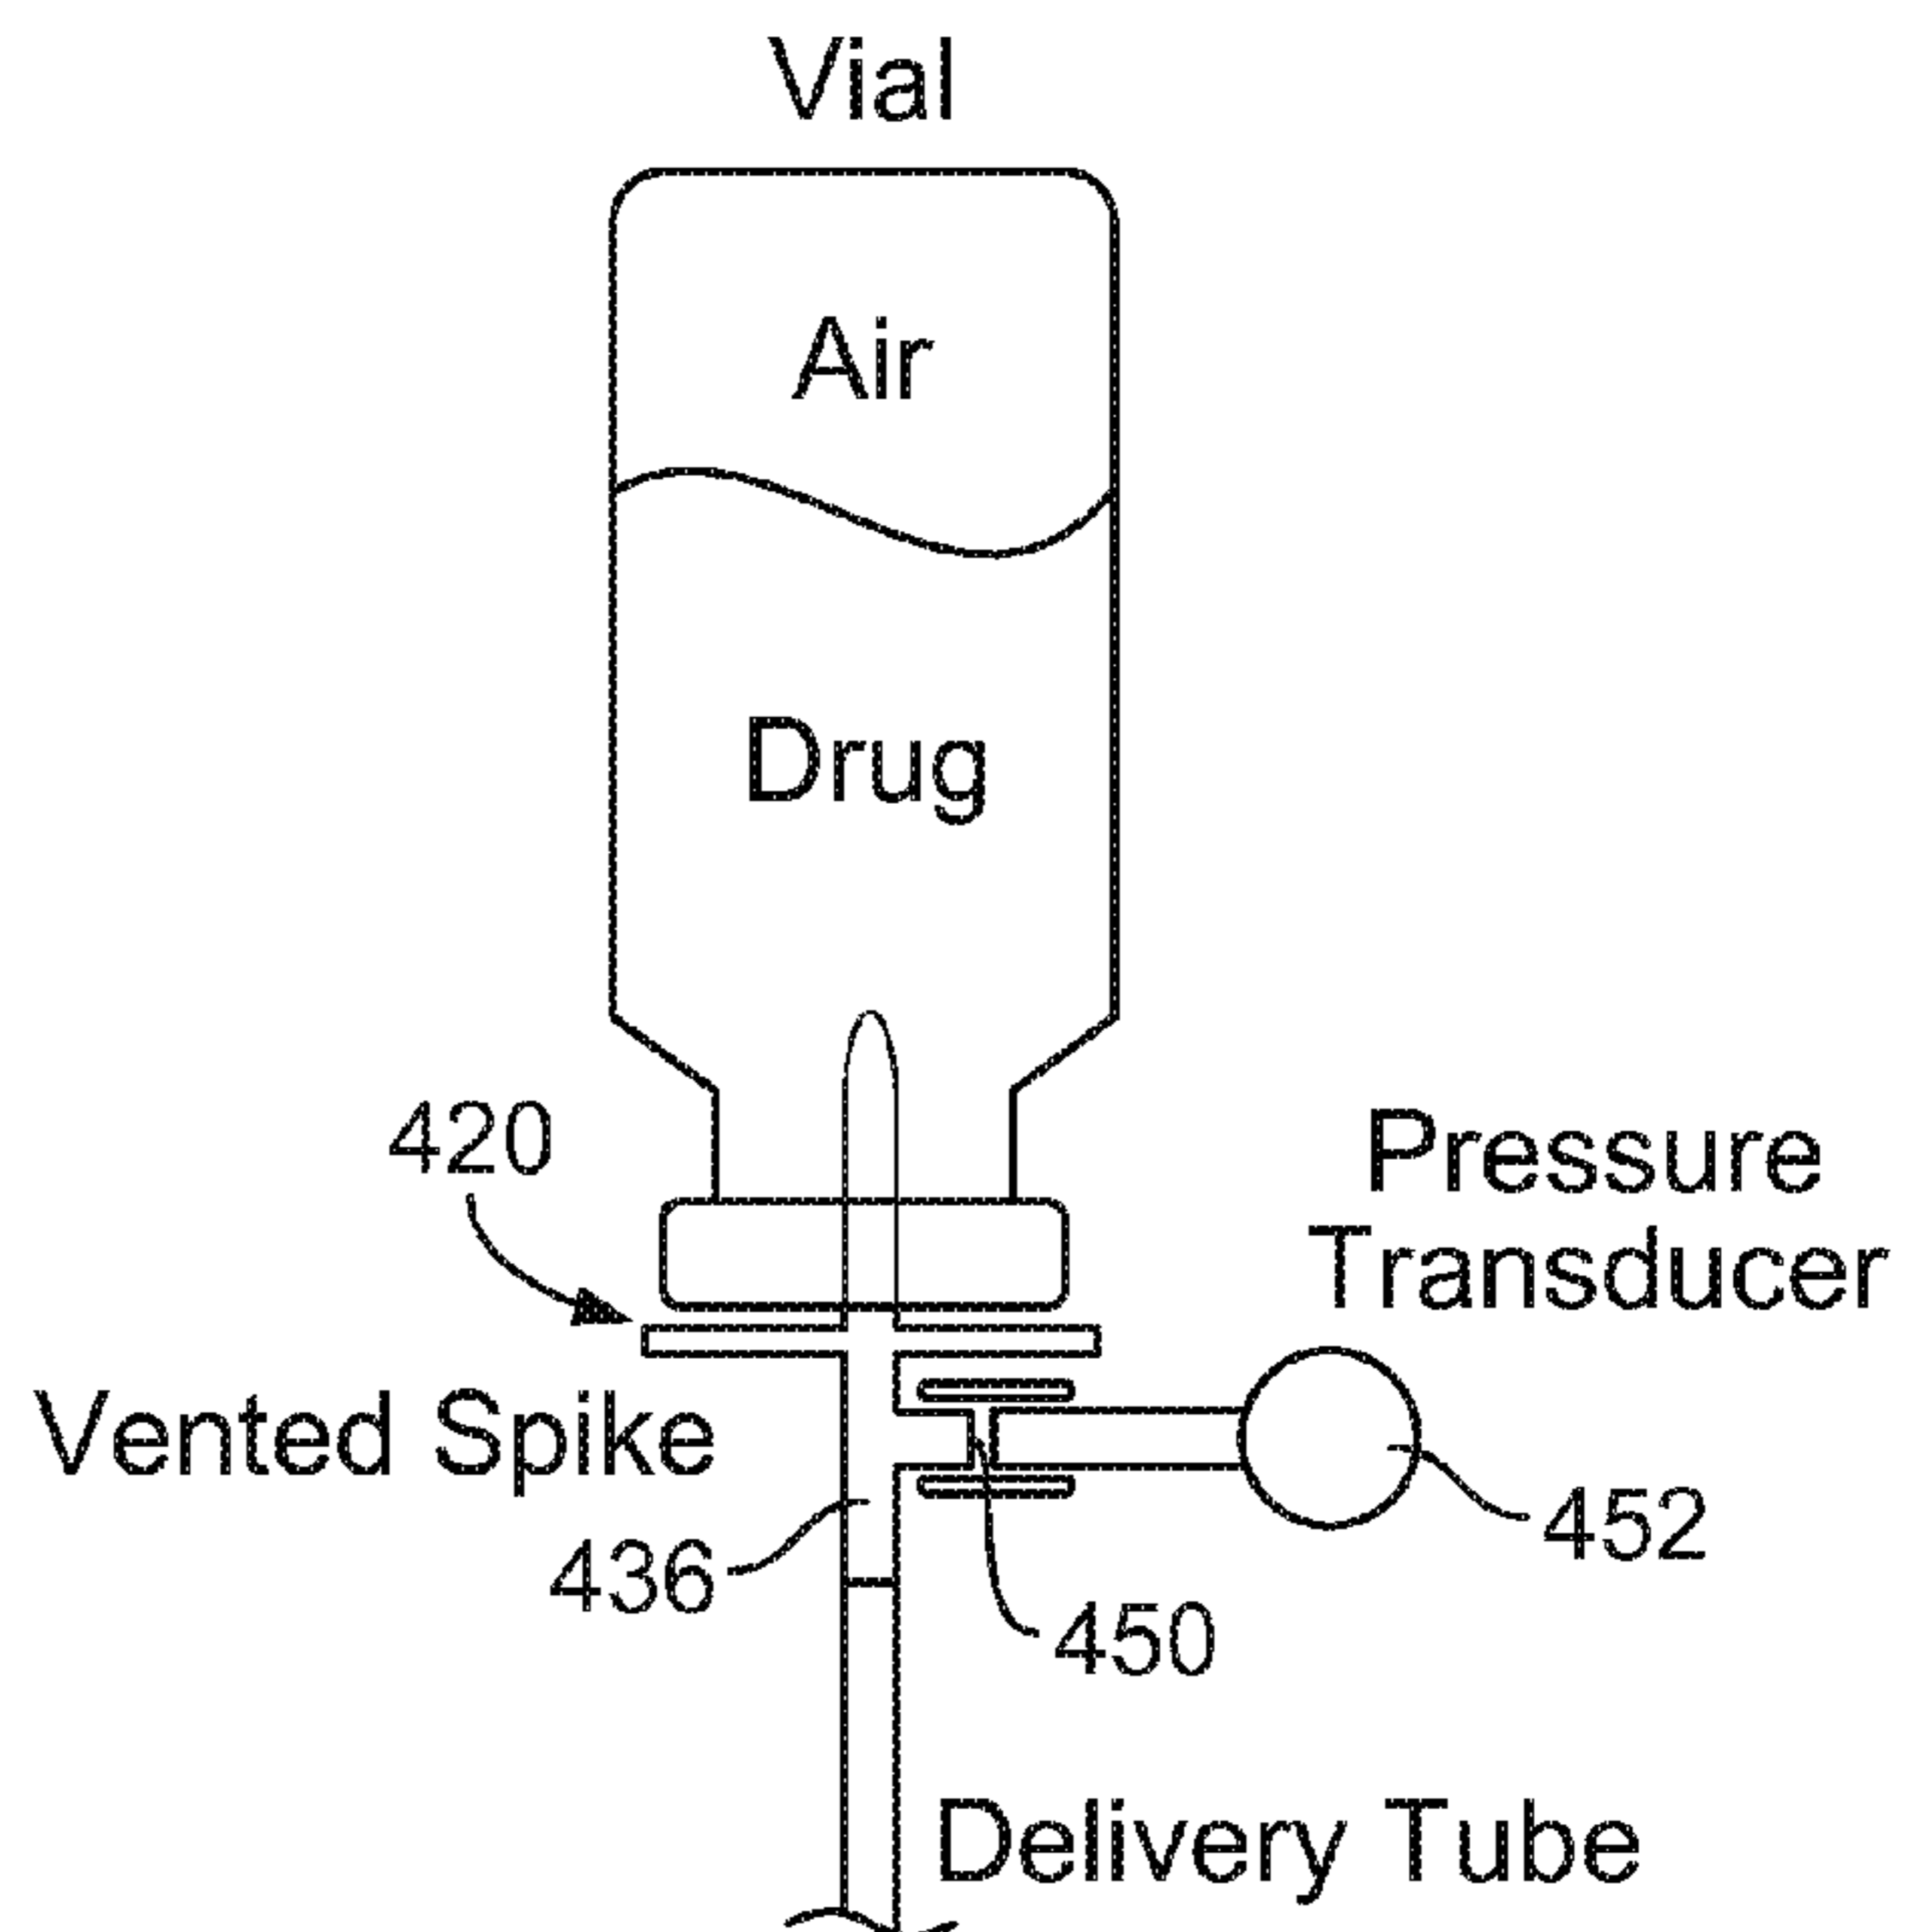 Vial
Air
Drug
420
Pressure
Transducer
Vented Spike
436
452
450
Delivery Tube